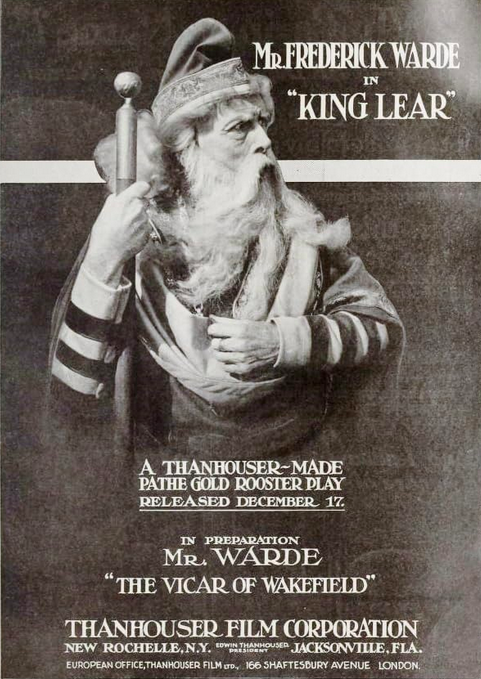 MR. FREDERICK WARDE
IN
"KING LEAR"
A THANHOUSER-MADE
PATHE GOLD ROOSTER PLAY
RELEASED DECEMBER 17.
IN PREPARATION
MR. WARDE
"THE VICAR OF WAKEFIELD"
THANHOUSER FILM CORPORATION
NEW ROCHELLE, N.Y. EDWIN THANHOUSER PRESIDENT JACKSONVILLE, FLA.
EUROPEAN OFFICE, THANHOUSER FILM LTD., 166 SHAFTESBURY AVENUE LONDON.